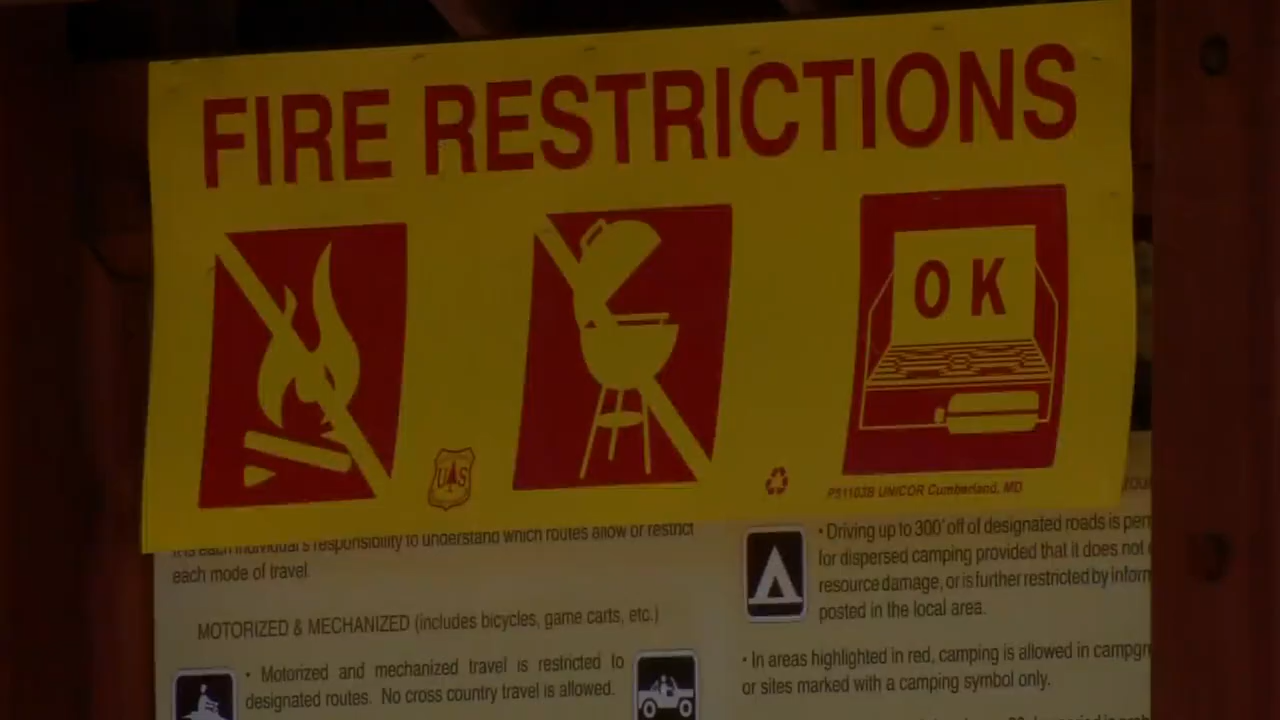 FIRE RESTRICTIONS
OK
UAS
PS1103B UNICOR Cumberland, MD
It is each individual's responsibility to understand which routes allow or restrict
each mode of travel.
MOTORIZED & MECHANIZED (includes bicycles, game carts, etc.)
• Motorized and mechanized travel is restricted to
designated routes. No cross country travel is allowed.
• Driving up to 300' off of designated roads is
for dispersed camping provided that it does not
resource damage, or is further restricted by
posted in the local area.
• In areas highlighted in red, camping is allowed in
or sites marked with a camping symbol only.